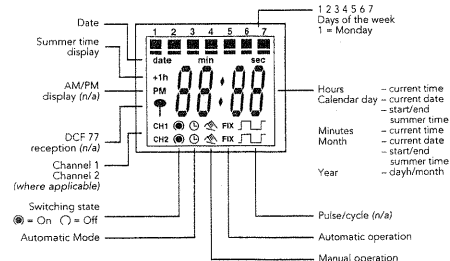 1 2 3 4 5 6 7
Days of the week
1 = Monday
Date
Summer time
display
AM/PM
display (n/a)
DCF 77
reception (n/a)
Channel 1
Channel 2
(where applicable)
Switching state
= On = Off
Automatic Mode
1 2 3 4 5 6 7
date min sec
+1h
PM
88:88
CH1 FIX
CH2 FIX
Hours – current time
Calendar day – current date
– start/end
summer time
Minutes – current time
Month – current date
– start/end
summer time
Year – dayh/month
Pulse/cycle (n/a)
Automatic operation
Manual operation